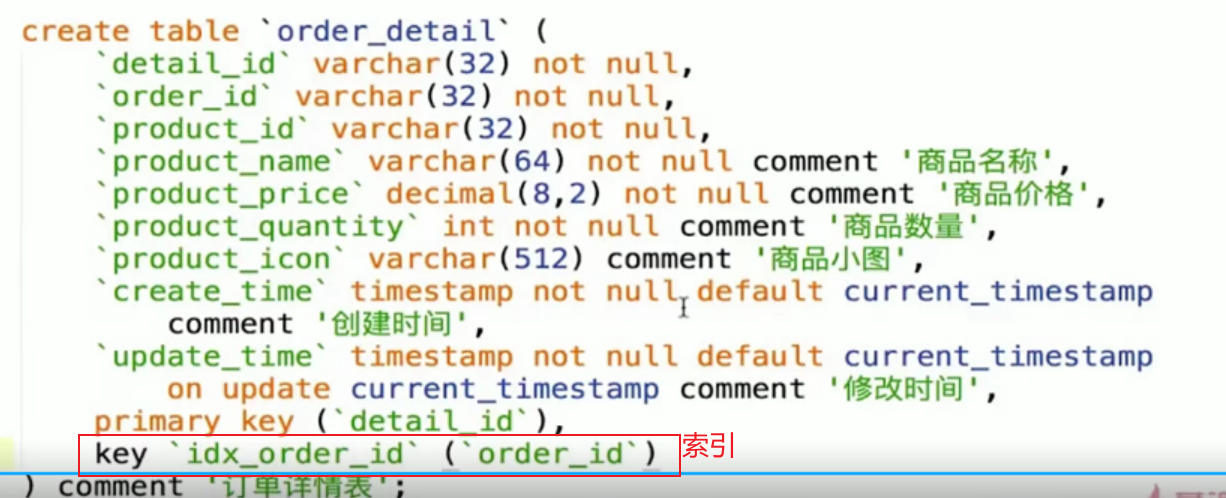 create table `order_detail` (
`detail_id` varchar(32) not null,
`order_id` varchar(32) not null,
`product_id` varchar(32) not null,
`product_name` varchar(64) not null comment '商品名称',
`product_price` decimal(8,2) not null comment '商品价格',
`product_quantity` int not null comment '商品数量',
`product_icon` varchar(512) comment '商品小图',
`create_time` timestamp not null default current_timestamp
comment '创建时间',
`update_time` timestamp not null default current_timestamp
on update current_timestamp comment '修改时间',
primary key (`detail_id`),
key `idx_order_id` (`order_id`) 索引
) comment '订单详情表';